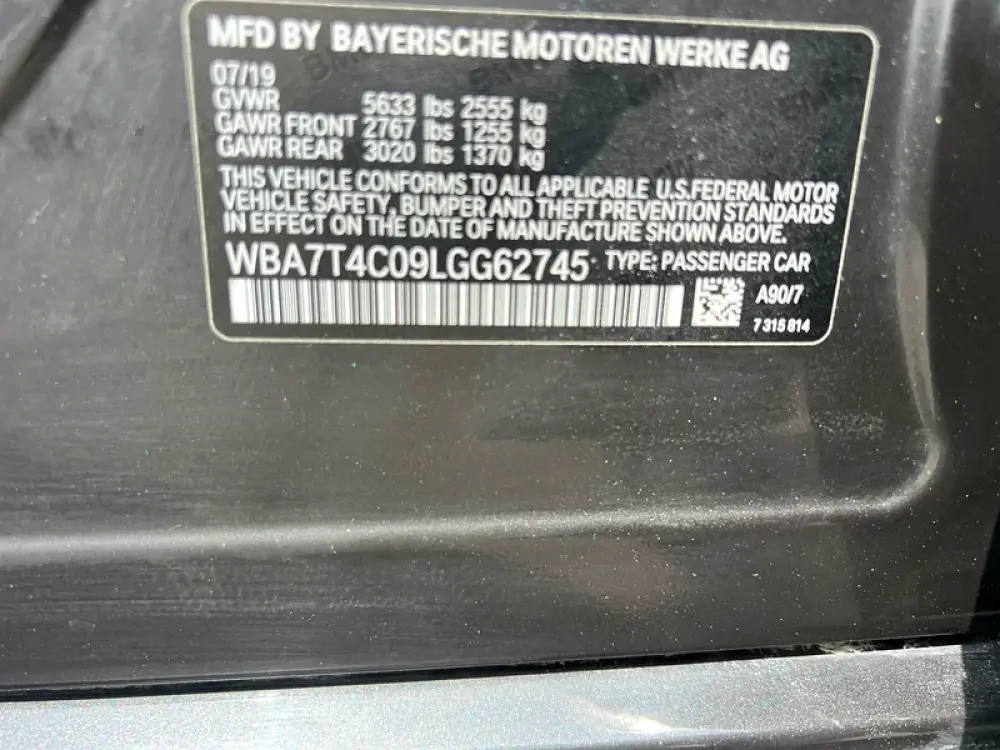 MFD BY BAYERISCHE MOTOREN WERKE AG
07/19
GVWR 5633 lbs 2555 kg
GAWR FRONT 2767 lbs 1255 kg
GAWR REAR 3020 lbs 1370 kg
THIS VEHICLE CONFORMS TO ALL APPLICABLE U.S.FEDERAL MOTOR
VEHICLE SAFETY, BUMPER AND THEFT PREVENTION STANDARDS
IN EFFECT ON THE DATE OF MANUFACTURE SHOWN ABOVE.
WBA7T4C09LGG62745 TYPE: PASSENGER CAR
A90/7
7 315 814